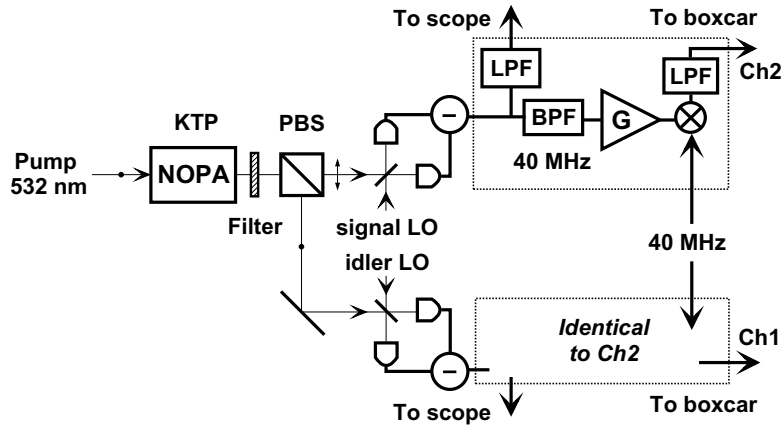 To scope
To boxcar
LPF
LPF
Ch2
KTP
PBS
BPF
G
Pump
532 nm
NOPA
40 MHz
Filter
signal LO
idler LO
40 MHz
Identical
to Ch2
Ch1
To scope
To boxcar